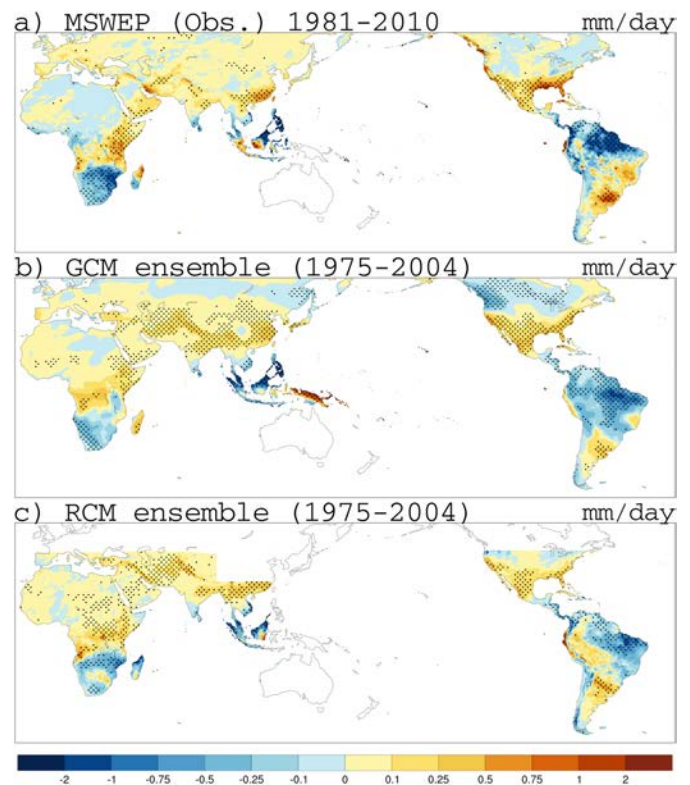 a) MSWEP (Obs.) 1981-2010 mm/day
b) GCM ensemble (1975-2004) mm/day
c) RCM ensemble (1975-2004) mm/day
-2 -1 -0.75 -0.5 -0.25 -0.1 0 0.1 0.25 0.5 0.75 1 2